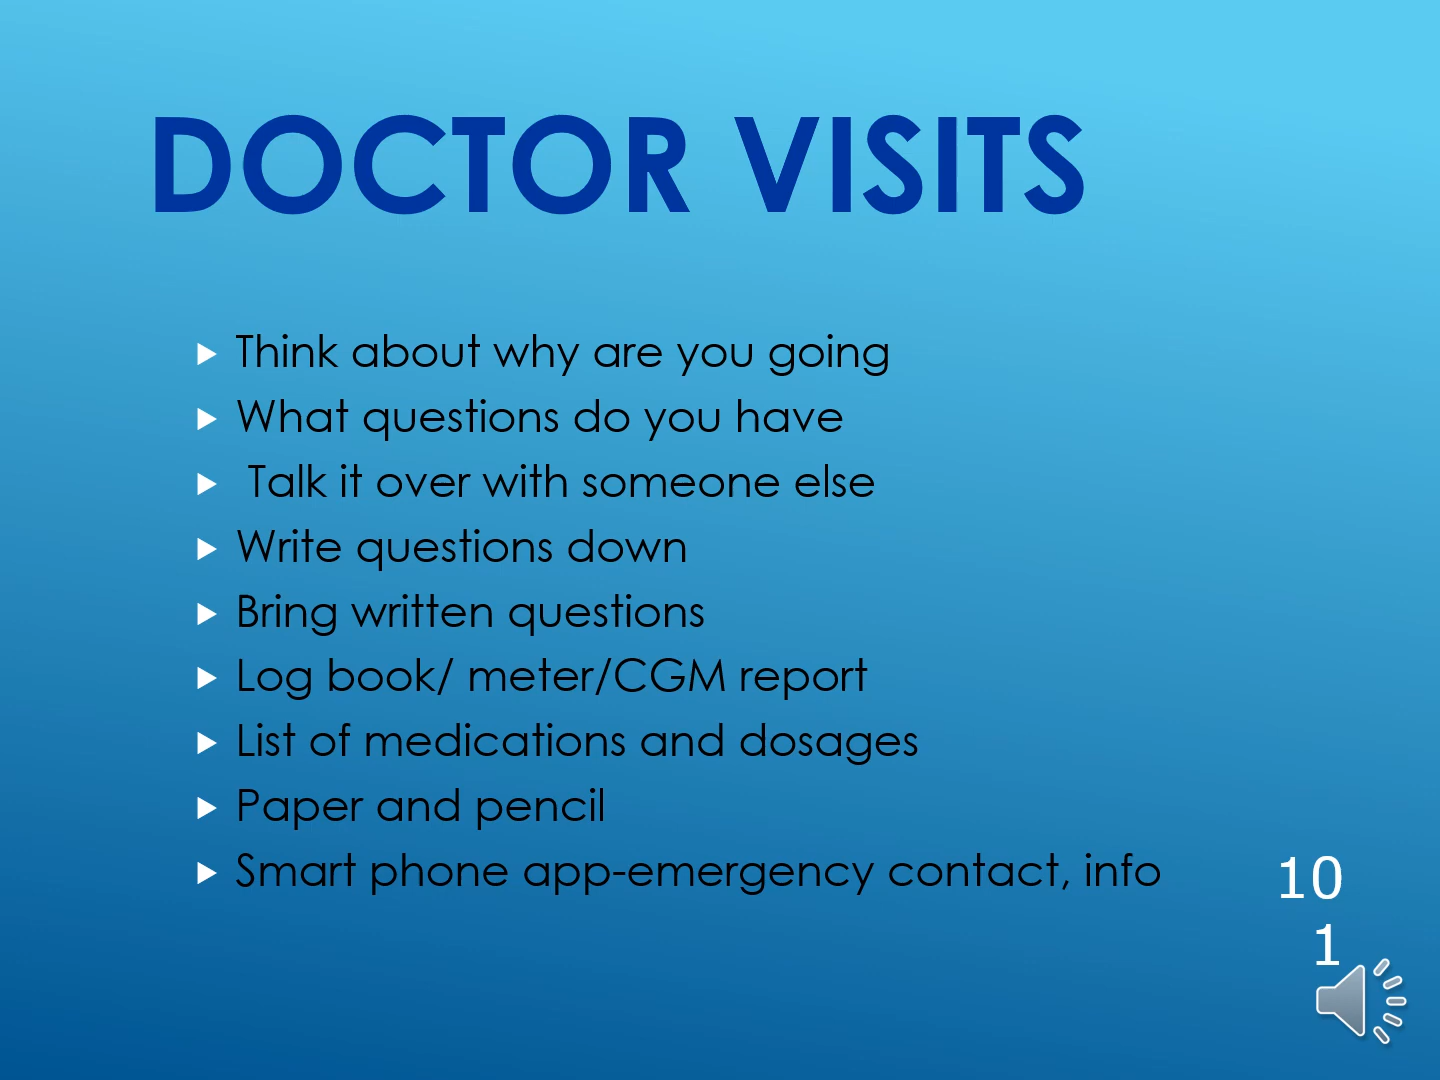 DOCTOR VISITS
Think about why are you going
What questions do you have
Talk it over with someone else
Write questions down
Bring written questions
Log book/ meter/CGM report
List of medications and dosages
Paper and pencil
Smart phone app-emergency contact, info
10
1